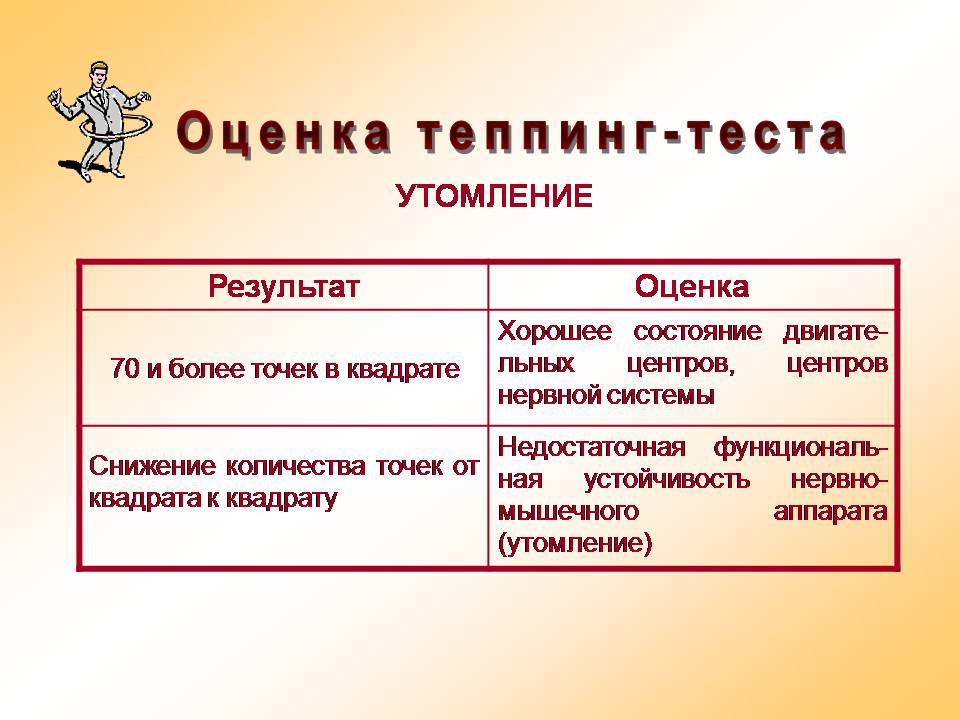 Оценка теппинг-теста
УТОМЛЕНИЕ
Результат
Оценка
70 и более точек в квадрате
Хорошее состояние двигате-
льных центров, центров
нервной системы
Снижение количества точек от
квадрата к квадрату
Недостаточная функциональ-
ная устойчивость нервно-
мышечного аппарата
(утомление)